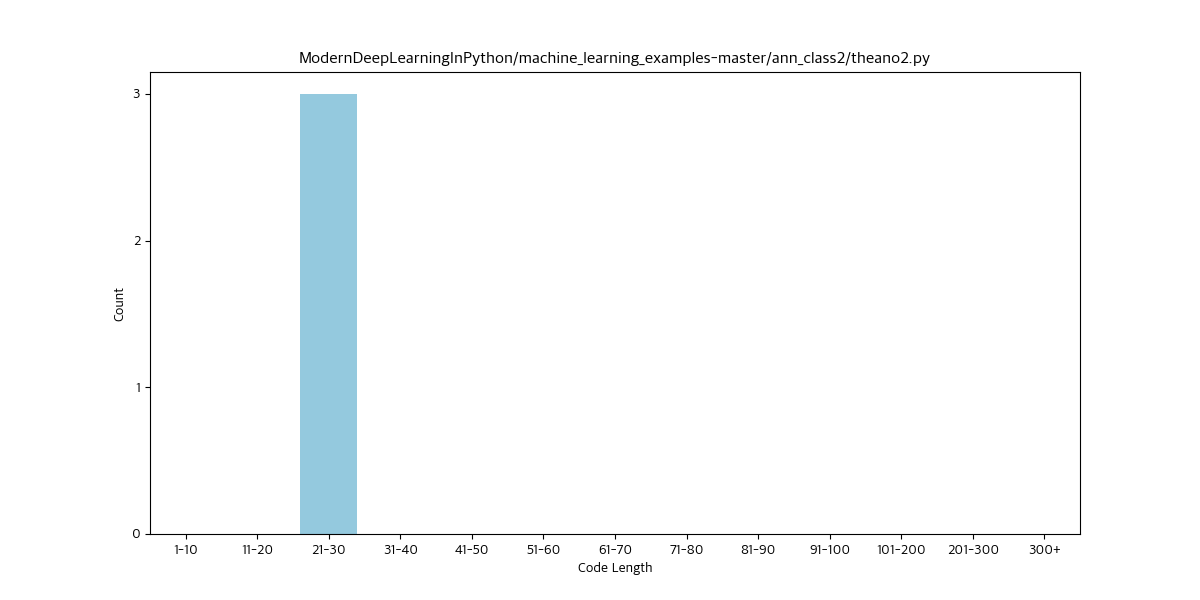 ModernDeepLearningInPython/machine_learning_examples-master/ann_class2/theano2.py
3
2
1
0
Count
1-10 11-20 21-30 31-40 41-50 51-60 61-70 71-80 81-90 91-100 101-200 201-300 300+
Code Length